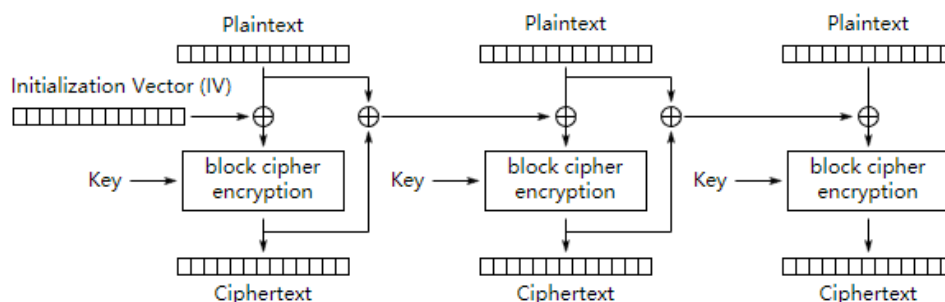 Plaintext
Plaintext
Plaintext
Initialization Vector (IV)
Key
block cipher
encryption
Key
block cipher
encryption
Key
block cipher
encryption
Ciphertext
Ciphertext
Ciphertext